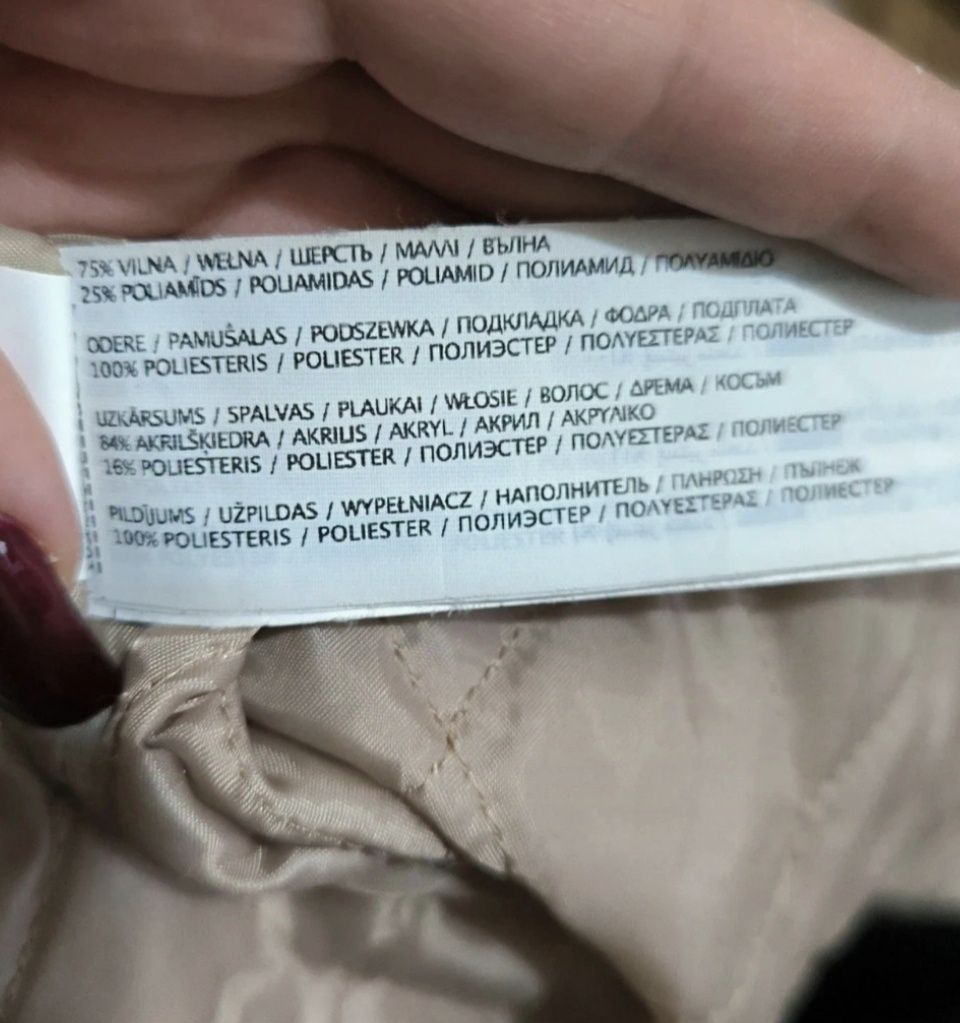 75% VILNA / WEŁNA / ШЕРСТЬ / ΜΑΛΛΙ / ВЪЛНА
25% POLIAMĪDS / POLIAMIDAS / POLIAMID / ПОЛИАМИД / ΠΟΛΥΑΜΙΔΙΟ
ODERE / PAMUŠALAS / PODSZEWKA / ПОДКЛАДКА / ΦΟΔΡΑ / ПОДПЛАТА
100% POLIESTERIS / POLIESTER / ПОЛИЭСТЕР / ΠΟΛΥΕΣΤΕΡΑΣ / ПОЛИЕСТЕР
UZKĀRSUMS / SPALVAS / PLAUKAI / WŁOSIE / ВОЛОС / ΔΡΕΜΑ / КОСЪМ
84% AKRILŠĶIEDRA / AKRILIS / AKRYL / АКРИЛ / ΑΚΡΥΛΙΚΟ
16% POLIESTERIS / POLIESTER / ПОЛИЭСТЕР / ΠΟΛΥΕΣΤΕΡΑΣ / ПОЛИЕСТЕР
PILDĪJUMS / UŽPILDAS / WYPEŁNIACZ / НАПОЛНИТЕЛЬ / ΠΛΗΡΩΣΗ / ПЪЛНЕЖ
100% POLIESTERIS / POLIESTER / ПОЛИЭСТЕР / ΠΟΛΥΕΣΤΕΡΑΣ / ПОЛИЕСТЕР